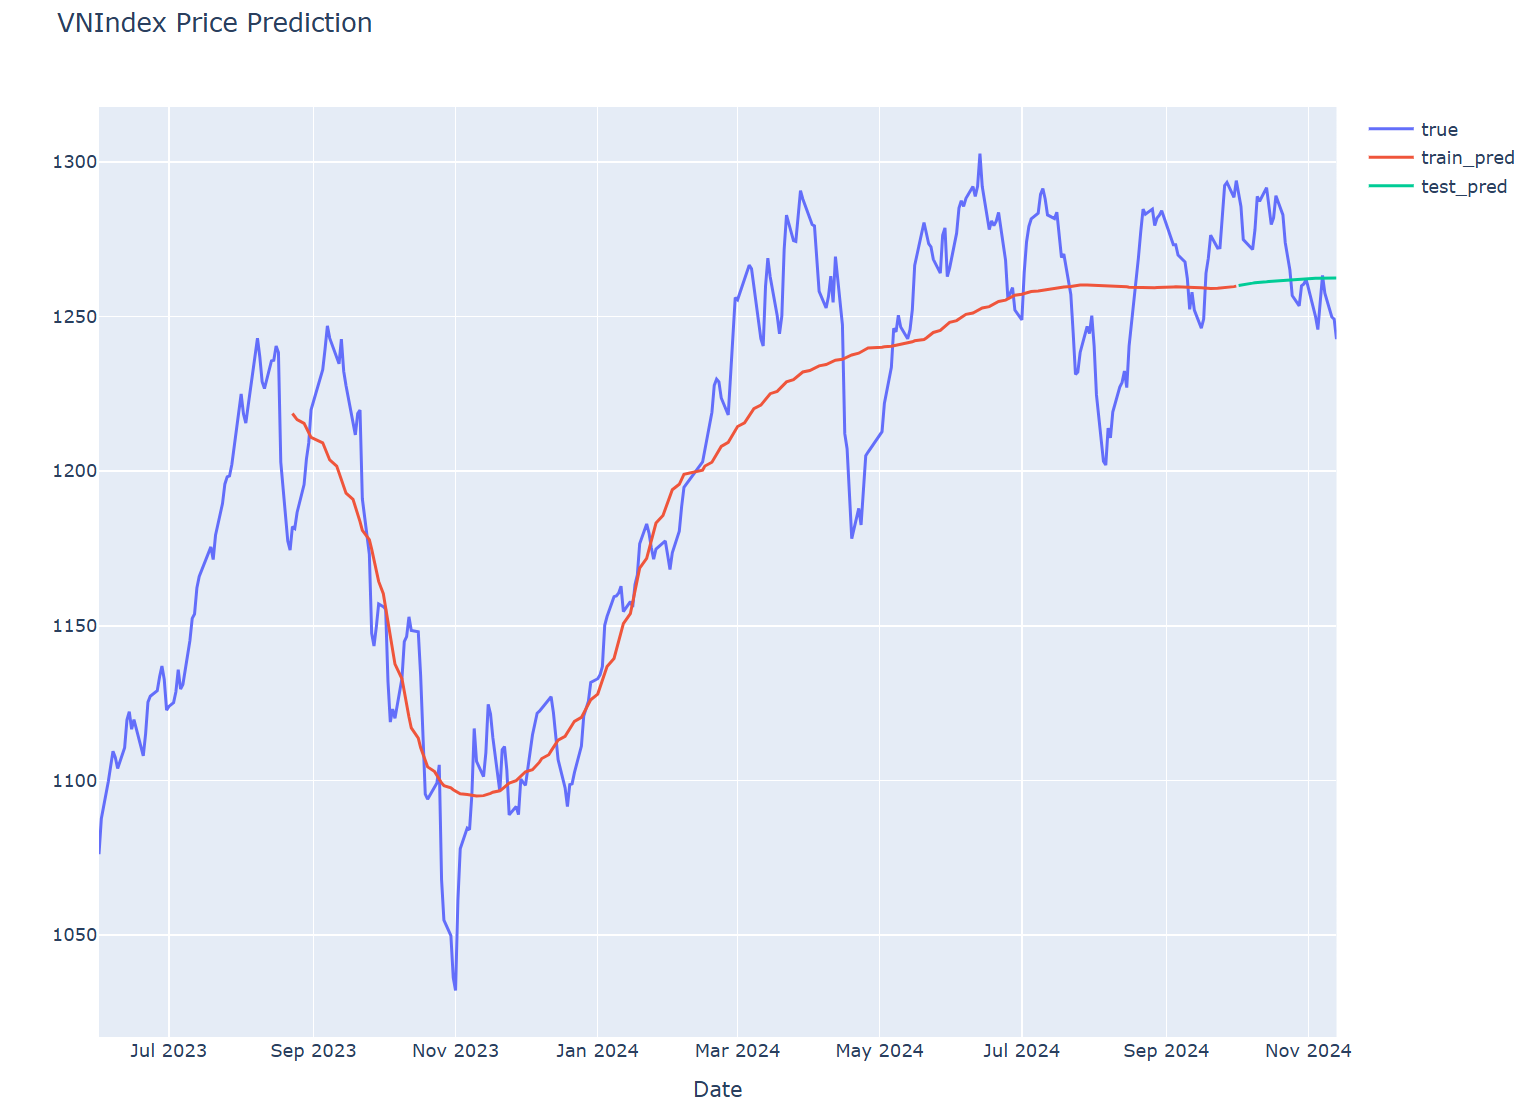 VNIndex Price Prediction
true
train_pred
test_pred
1300
1250
1200
1150
1100
1050
Jul 2023 Sep 2023 Nov 2023 Jan 2024 Mar 2024 May 2024 Jul 2024 Sep 2024 Nov 2024
Date